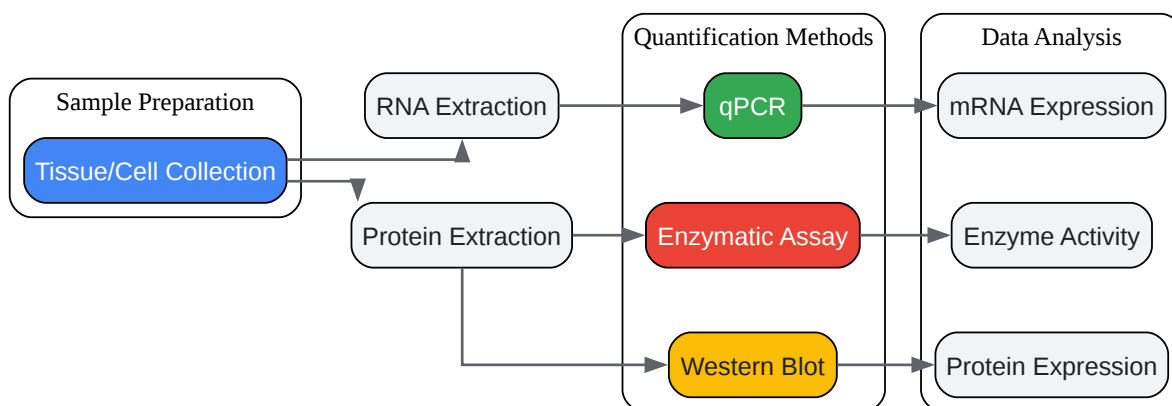 Sample Preparation
Tissue/Cell Collection
RNA Extraction
Protein Extraction
Quantification Methods
qPCR
Enzymatic Assay
Western Blot
Data Analysis
mRNA Expression
Enzyme Activity
Protein Expression